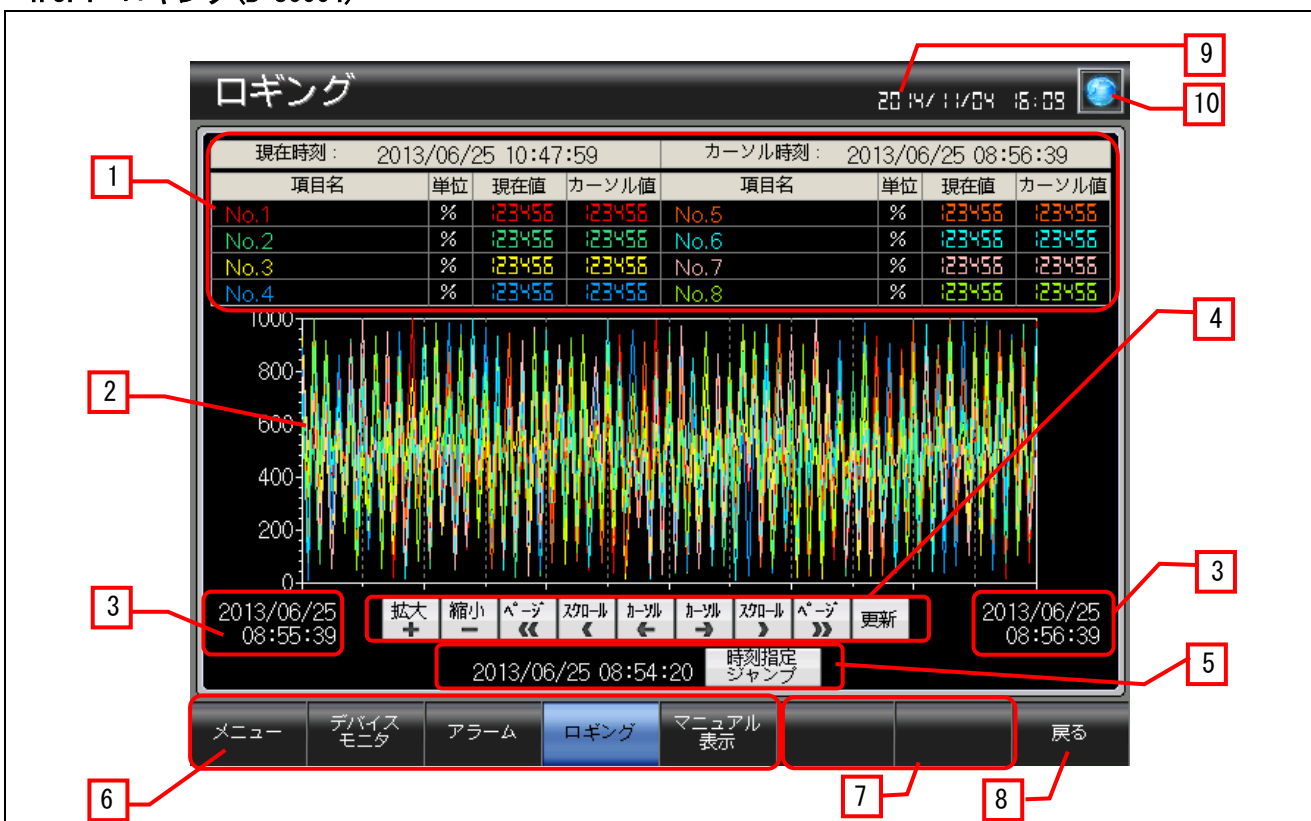 9
ロギング 2014/11/04 16:09
10
1
現在時刻： 2013/06/25 10:47:59 カーソル時刻： 2013/06/25 08:56:39
項目名 単位 現在値 カーソル値 項目名 単位 現在値 カーソル値
No.1 % 123456 123456 No.5 % 123456 123456
No.2 % 123456 123456 No.6 % 123456 123456
No.3 % 123456 123456 No.7 % 123456 123456
No.4 % 123456 123456 No.8 % 123456 123456
4
1000
800
2
600
400
200
0
3
2013/06/25
08:55:39
拡大 縮小 ページ スクロール カーソル カーソル スクロール ページ 更新
+ − ≪ ＜ ← → ＞ ≫
2013/06/25
08:56:39
3
2013/06/25 08:54:20
時刻指定
ジャンプ
5
メニュー
デバイス
モニタ
アラーム
ロギング
マニュアル
表示
戻る
6
7
8